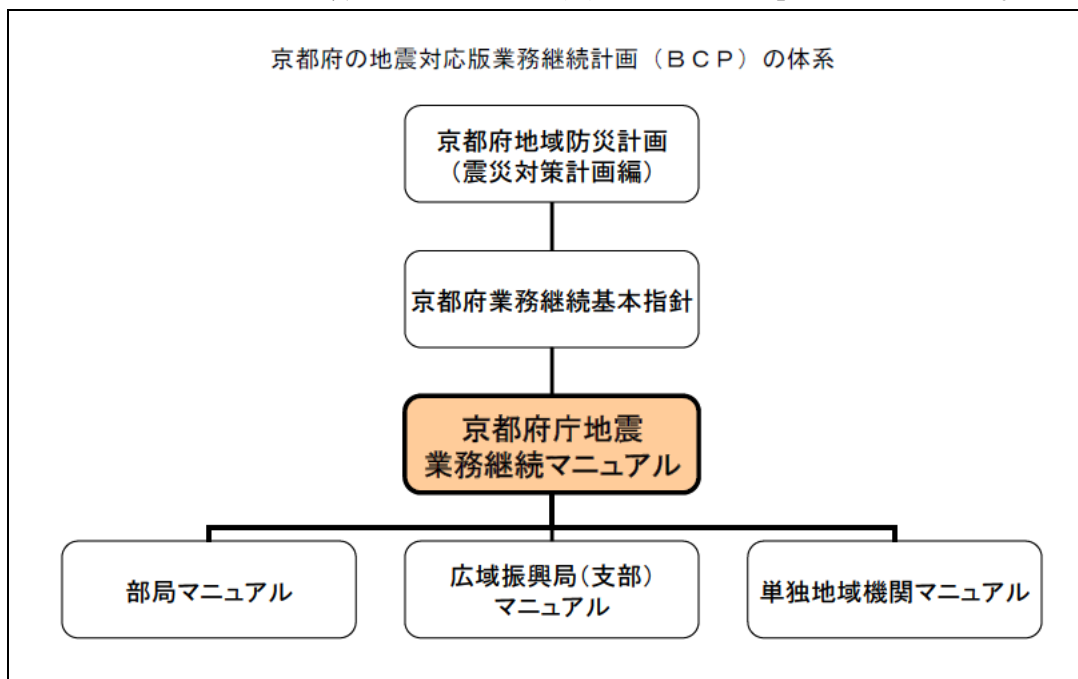 京都府の地震対応版業務継続計画（ＢＣＰ）の体系
京都府地域防災計画
（震災対策計画編）
京都府業務継続基本指針
京都府庁地震
業務継続マニュアル
部局マニュアル
広域振興局（支部）
マニュアル
単独地域機関マニュアル